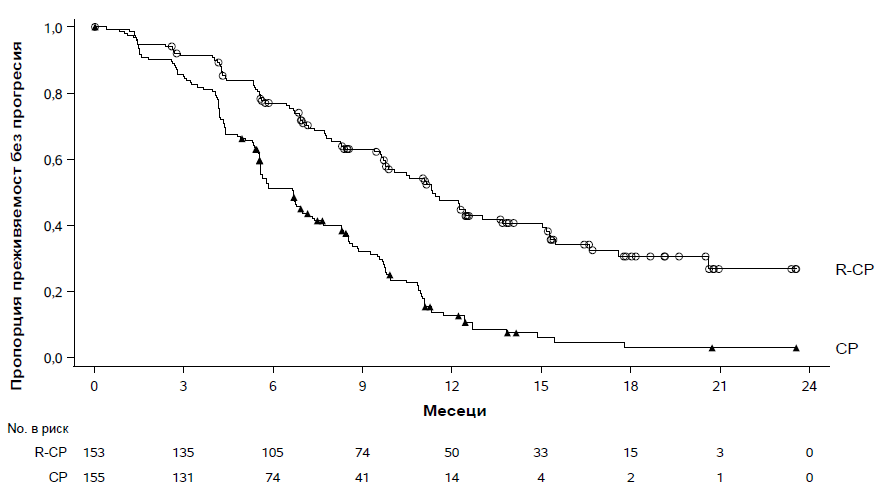 Пропорция преживяемост без прогресия
1,0
0,8
0,6
0,4
0,2
0,0
R-CP
CP
0 3 6 9 12 15 18 21 24
Месеци
No. в риск
R-CP 153 135 105 74 50 33 15 3 0
CP 155 131 74 41 14 4 2 1 0